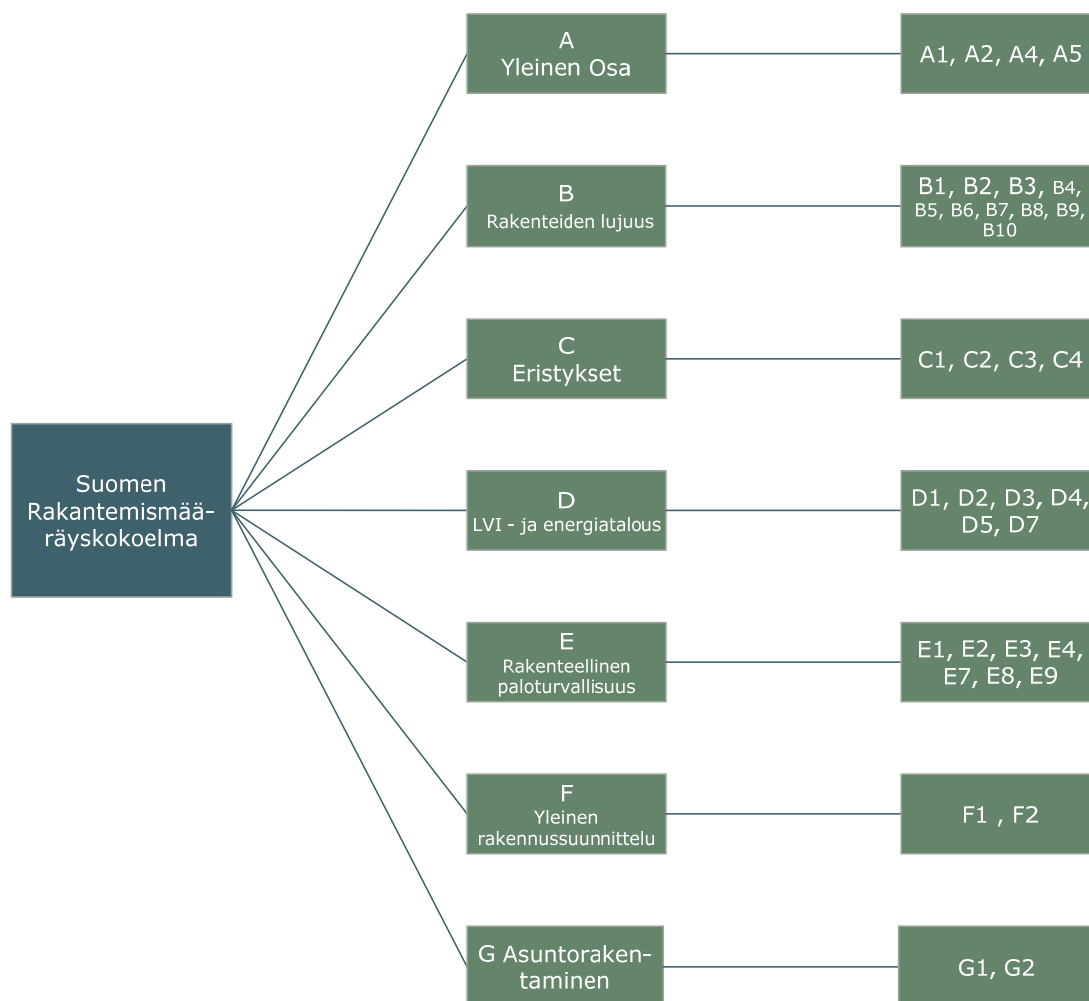 Suomen
Rakantemismää-
räyskokoelma
A
Yleinen Osa
A1, A2, A4, A5
B
Rakenteiden lujuus
B1, B2, B3, B4,
B5, B6, B7, B8, B9,
B10
C
Eristykset
C1, C2, C3, C4
D
LVI - ja energiatalous
D1, D2, D3, D4,
D5, D7
E
Rakenteellinen
paloturvallisuus
E1, E2, E3, E4,
E7, E8, E9
F
Yleinen
rakennussuunnittelu
F1 , F2
G Asuntoraken-
taminen
G1, G2